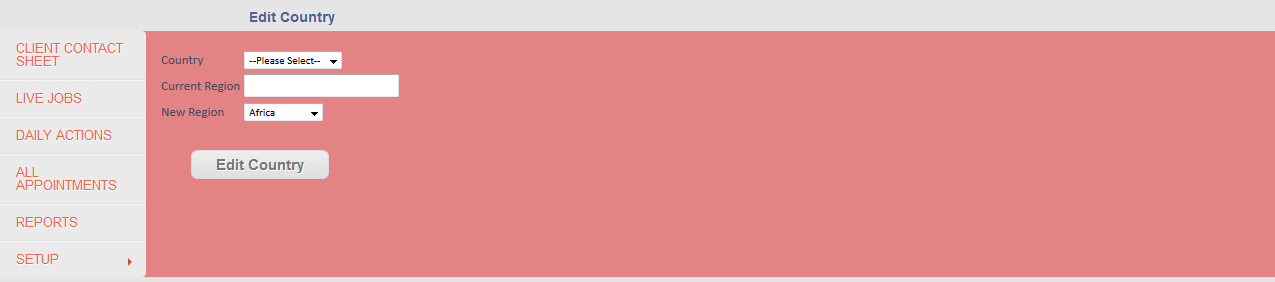 Edit Country
CLIENT CONTACT
SHEET
LIVE JOBS
DAILY ACTIONS
ALL
APPOINTMENTS
REPORTS
SETUP
Country --Please Select--
Current Region
New Region Africa
Edit Country